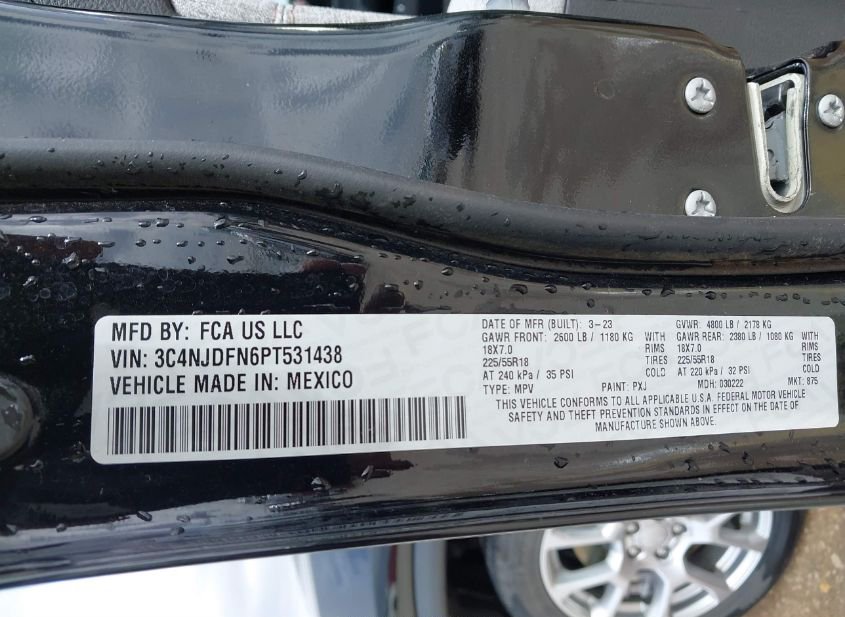 MFD BY: FCA US LLC
VIN: 3C4NJDFN6PT531438
VEHICLE MADE IN: MEXICO
DATE OF MFR (BUILT): 3-23 GVWR: 4800 LB / 2178 KG
GAWR FRONT: 2600 LB / 1180 KG WITH GAWR REAR: 2380 LB / 1080 KG WITH
18X7.0 RIMS 18X7.0 RIMS
225/55R18 TIRES 225/55R18 TIRES
AT 240 kPa / 35 PSI COLD AT 220 kPa / 32 PSI COLD
TYPE: MPV PAINT: PXJ MDH: 030222 MKT: 875
THIS VEHICLE CONFORMS TO ALL APPLICABLE U.S.A. FEDERAL MOTOR VEHICLE
SAFETY AND THEFT PREVENTION STANDARDS IN EFFECT ON THE DATE OF
MANUFACTURE SHOWN ABOVE.